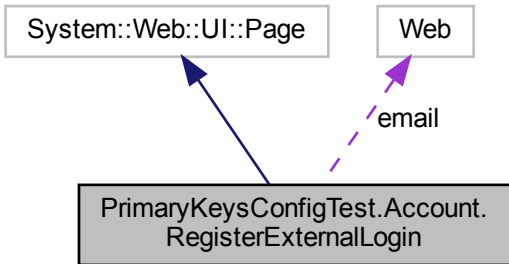 System::Web::UI::Page
Web
email
PrimaryKeysConfigTest.Account.
RegisterExternalLogin